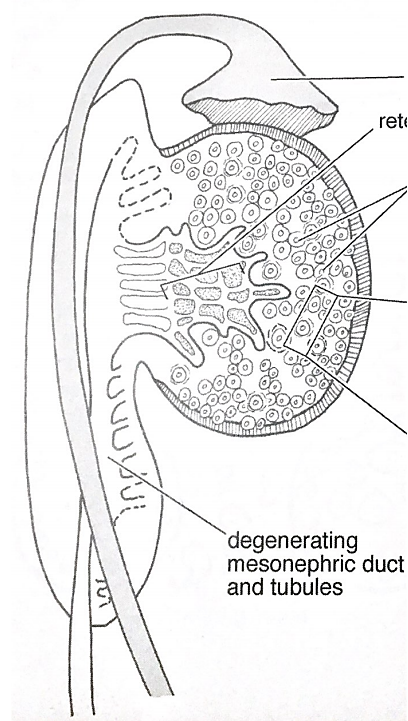 rete
degenerating
mesonephric duct
and tubules